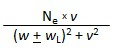 Nₑ × v
(w ± w_L)² + v²